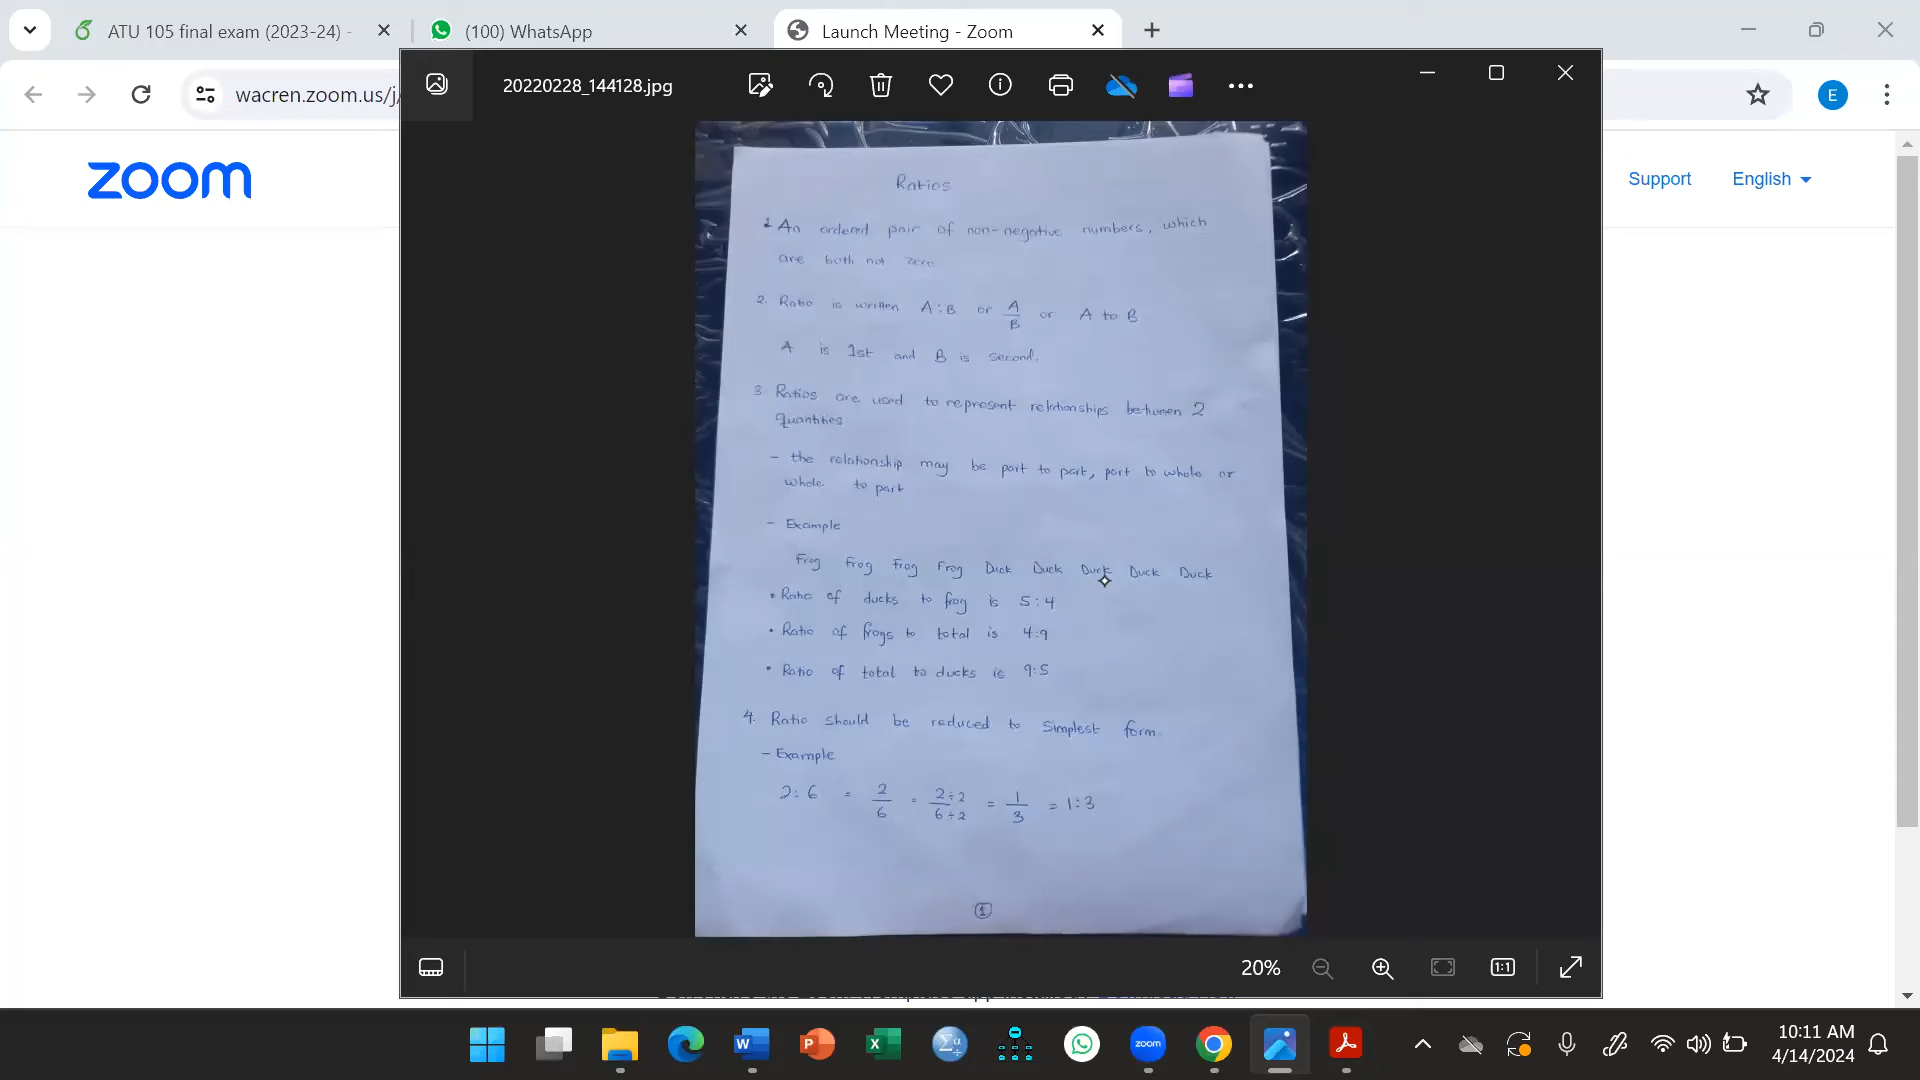 ATU 105 final exam (2023-24) -
(100) WhatsApp
Launch Meeting - Zoom
wacren.zoom.us/j/
E
20220228_144128.jpg
zoom
Support
English
Ratios
1 An ordered pair of non-negative numbers, which
are both not zero
2. Ratio is written A:B or A/B or A to B
A is 1st and B is second.
3 Ratios are used to represent relationships between 2
quantities
- the relationship may be part to part, part to whole or
whole to part
- Example
Frog Frog Frog Frog Duck Duck Duck Duck Duck
• Ratio of ducks to frog is 5:4
• Ratio of frogs to total is 4:9
• Ratio of total to ducks is 9:5
4. Ratio should be reduced to Simplest form
- Example
2:6 = 2/6 = 2÷2/6÷2 = 1/3 = 1:3
1
20%
1:1
zoom
10:11 AM
4/14/2024